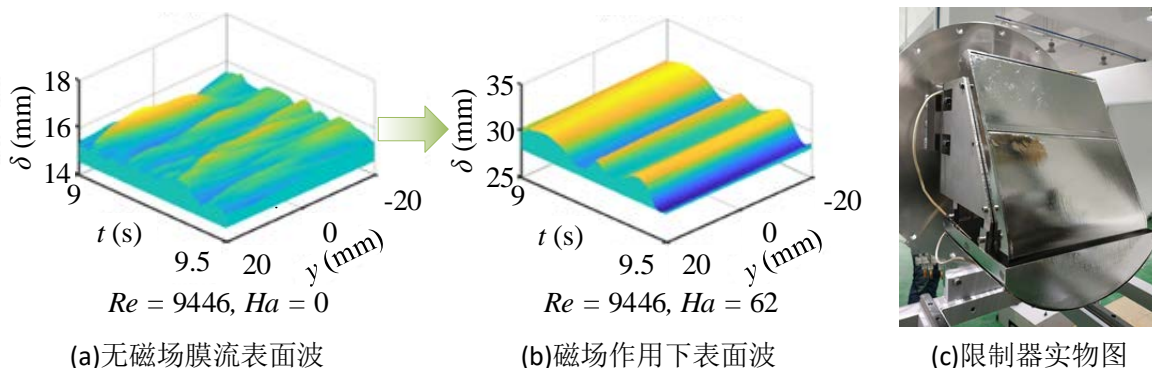 18
16
14
δ (mm)
9
t (s)
9.5
20
0
-20
y (mm)
Re = 9446, Ha = 0
(a)无磁场膜流表面波
35
30
25
δ (mm)
9
t (s)
9.5
20
0
-20
y (mm)
Re = 9446, Ha = 62
(b)磁场作用下表面波
(c)限制器实物图